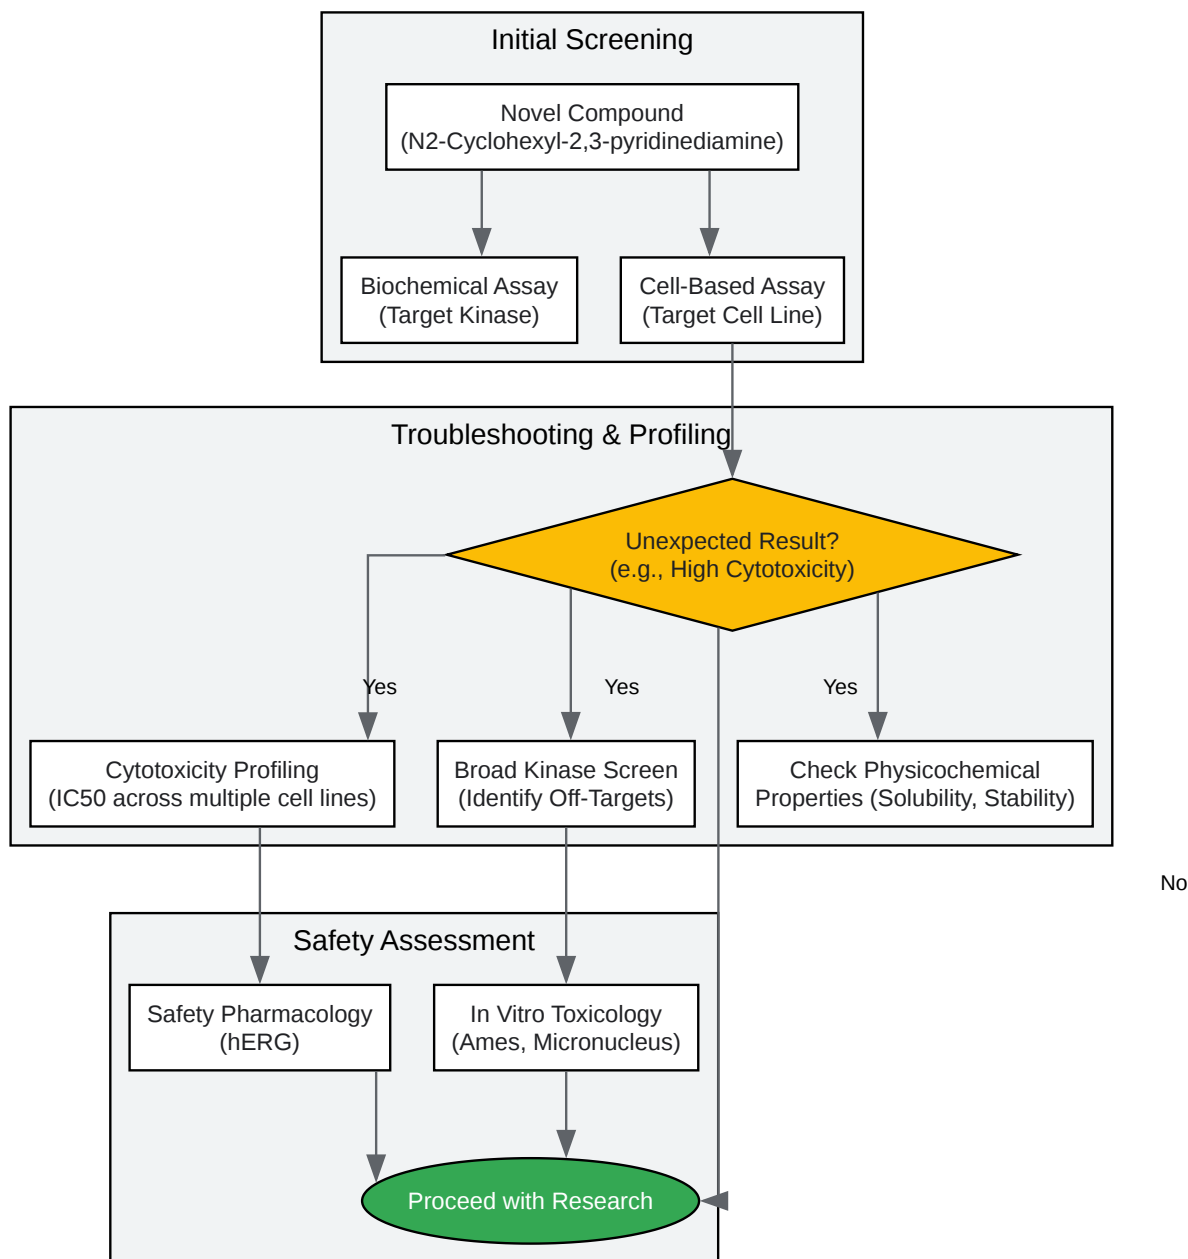 Initial Screening
Novel Compound
(N2-Cyclohexyl-2,3-pyridinediamine)
Biochemical Assay
(Target Kinase)
Cell-Based Assay
(Target Cell Line)
Troubleshooting & Profiling
Unexpected Result?
(e.g., High Cytotoxicity)
Yes
Yes
Yes
Cytotoxicity Profiling
(IC50 across multiple cell lines)
Broad Kinase Screen
(Identify Off-Targets)
Check Physicochemical
Properties (Solubility, Stability)
No
Safety Assessment
Safety Pharmacology
(hERG)
In Vitro Toxicology
(Ames, Micronucleus)
Proceed with Research